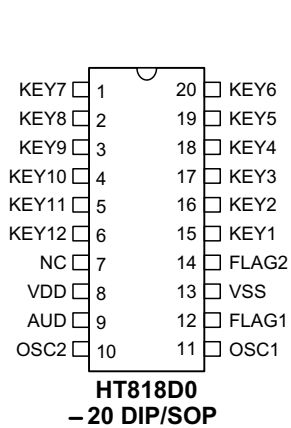 KEY7 1 20 KEY6
KEY8 2 19 KEY5
KEY9 3 18 KEY4
KEY10 4 17 KEY3
KEY11 5 16 KEY2
KEY12 6 15 KEY1
NC 7 14 FLAG2
VDD 8 13 VSS
AUD 9 12 FLAG1
OSC2 10 11 OSC1
HT818D0
– 20 DIP/SOP